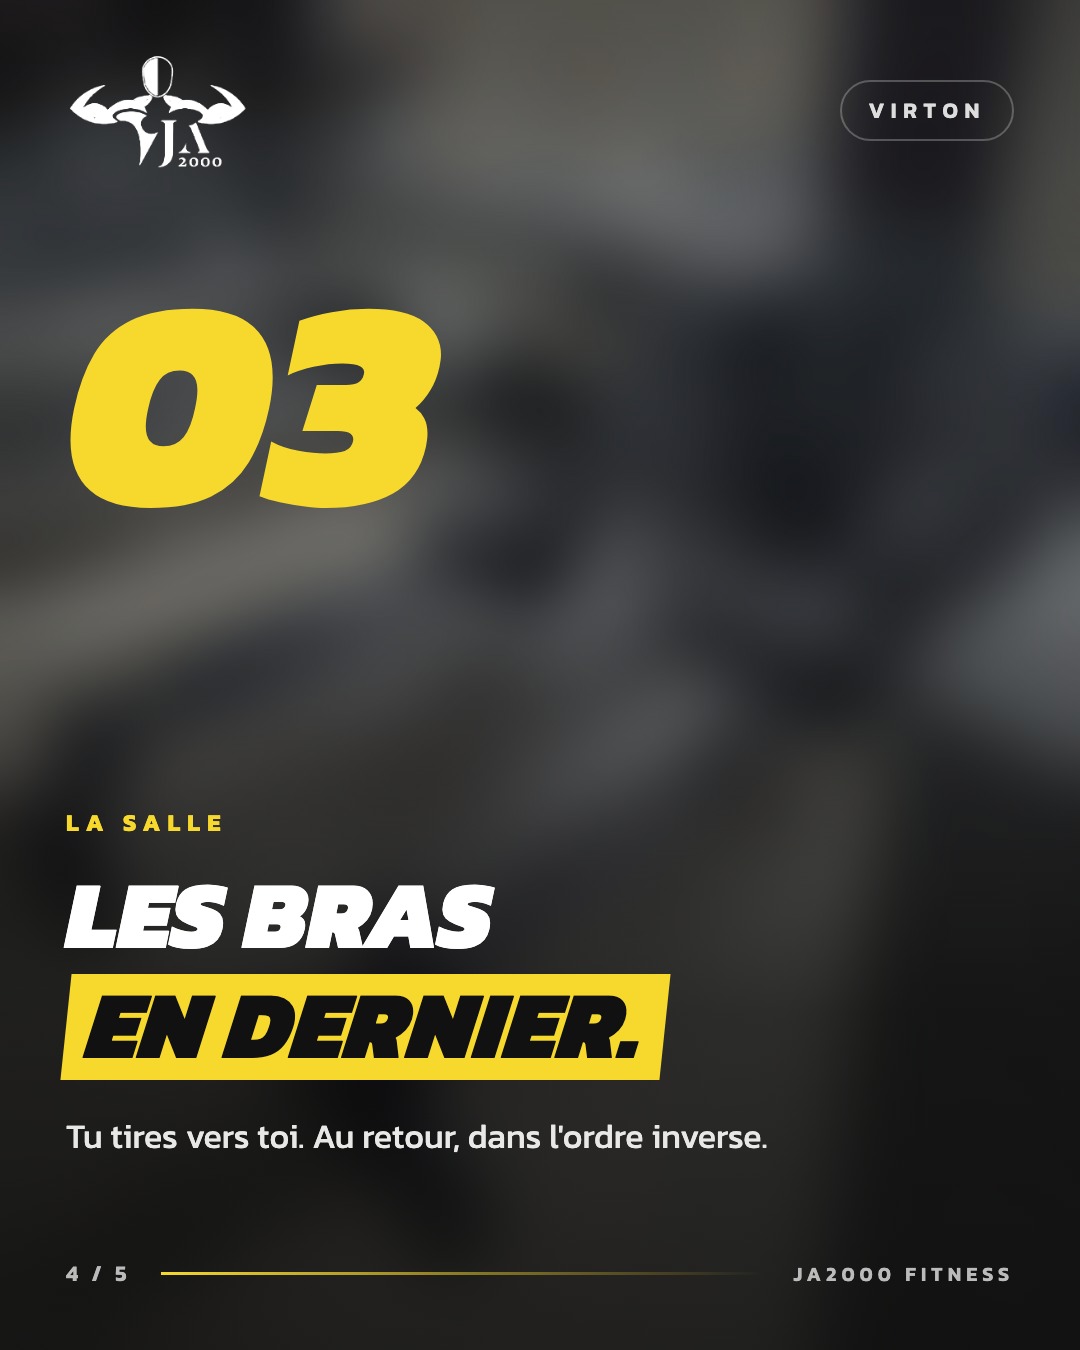 JA
2000
VIRTON
03
LA SALLE
LES BRAS
EN DERNIER.
Tu tires vers toi. Au retour, dans l'ordre inverse.
4 / 5
JA2000 FITNESS